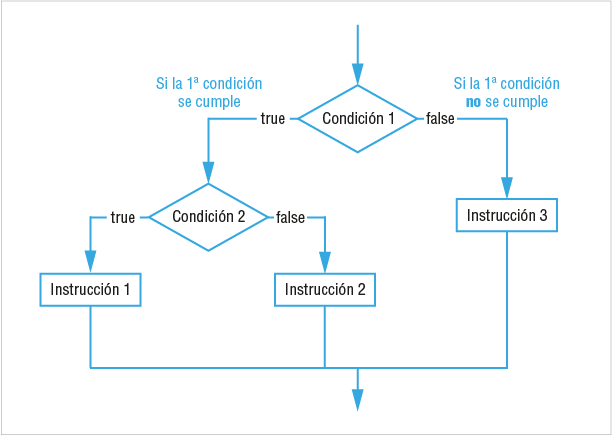 Si la 1ª condición
se cumple
Si la 1ª condición
no se cumple
true
Condición 1
false
true
Condición 2
false
Instrucción 3
Instrucción 1
Instrucción 2